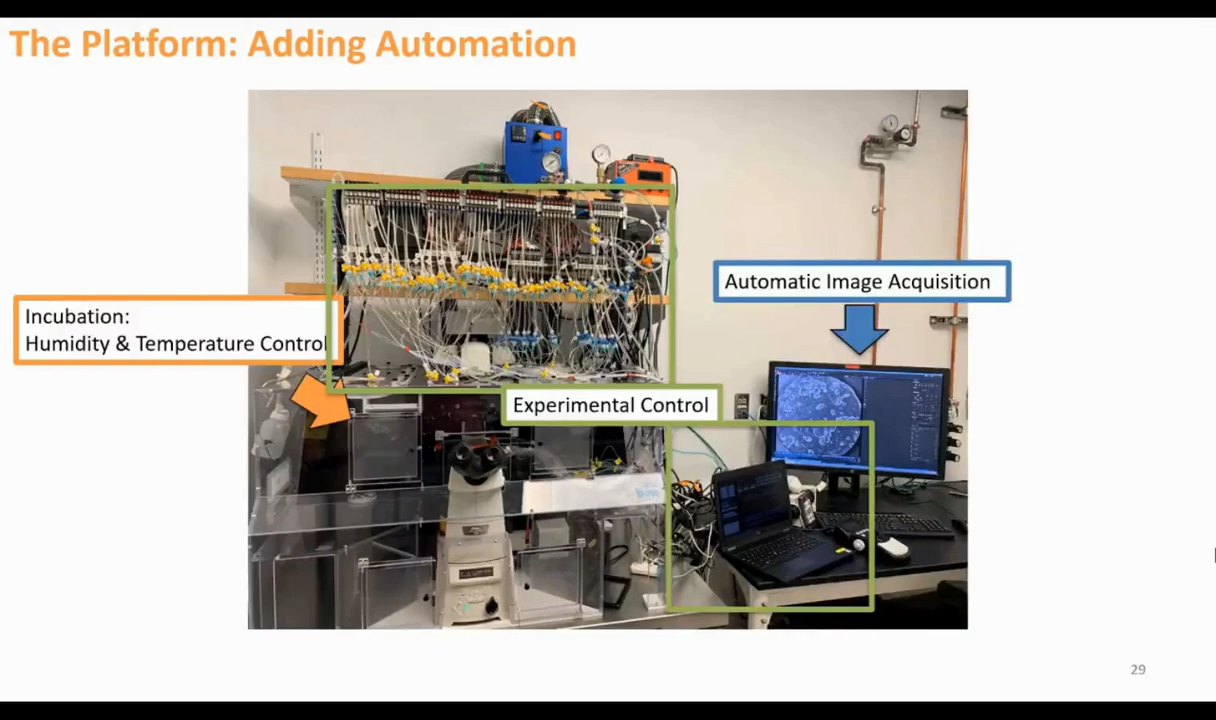 The Platform: Adding Automation
Automatic Image Acquisition
Incubation:
Humidity & Temperature Control
Experimental Control
29